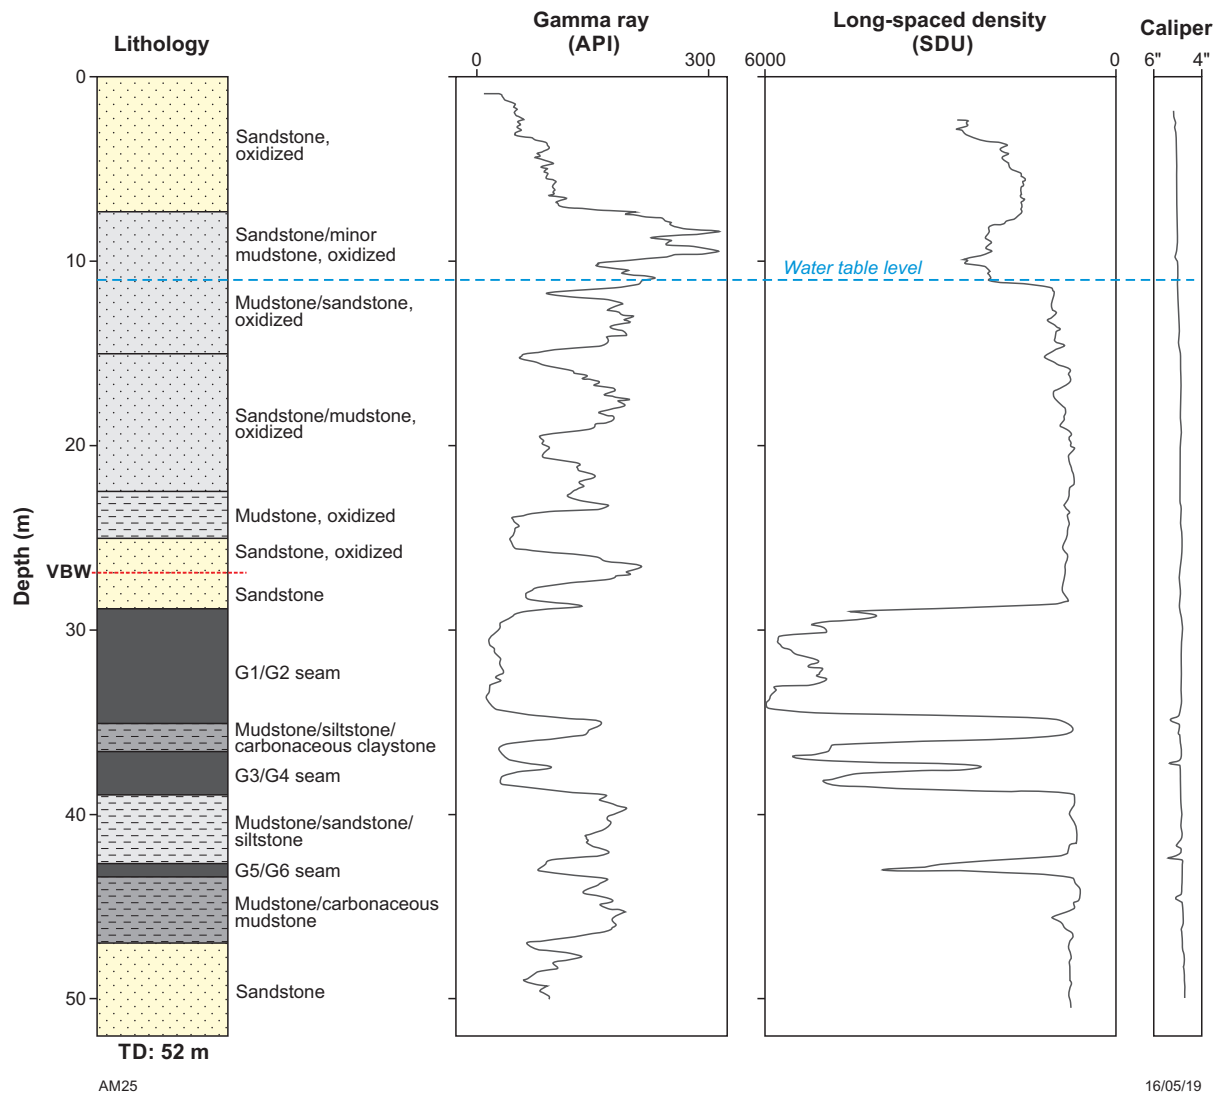 Lithology
Gamma ray
(API)
Long-spaced density
(SDU)
Caliper
0
300
6000
0
6"
4"
0
Sandstone,
oxidized
Sandstone/minor
mudstone, oxidized
10
Water table level
Mudstone/sandstone,
oxidized
Sandstone/mudstone,
oxidized
20
Mudstone, oxidized
Sandstone, oxidized
Depth (m)
VBW
Sandstone
30
G1/G2 seam
Mudstone/siltstone/
carbonaceous claystone
G3/G4 seam
40
Mudstone/sandstone/
siltstone
G5/G6 seam
Mudstone/carbonaceous
mudstone
50
Sandstone
TD: 52 m
AM25
16/05/19